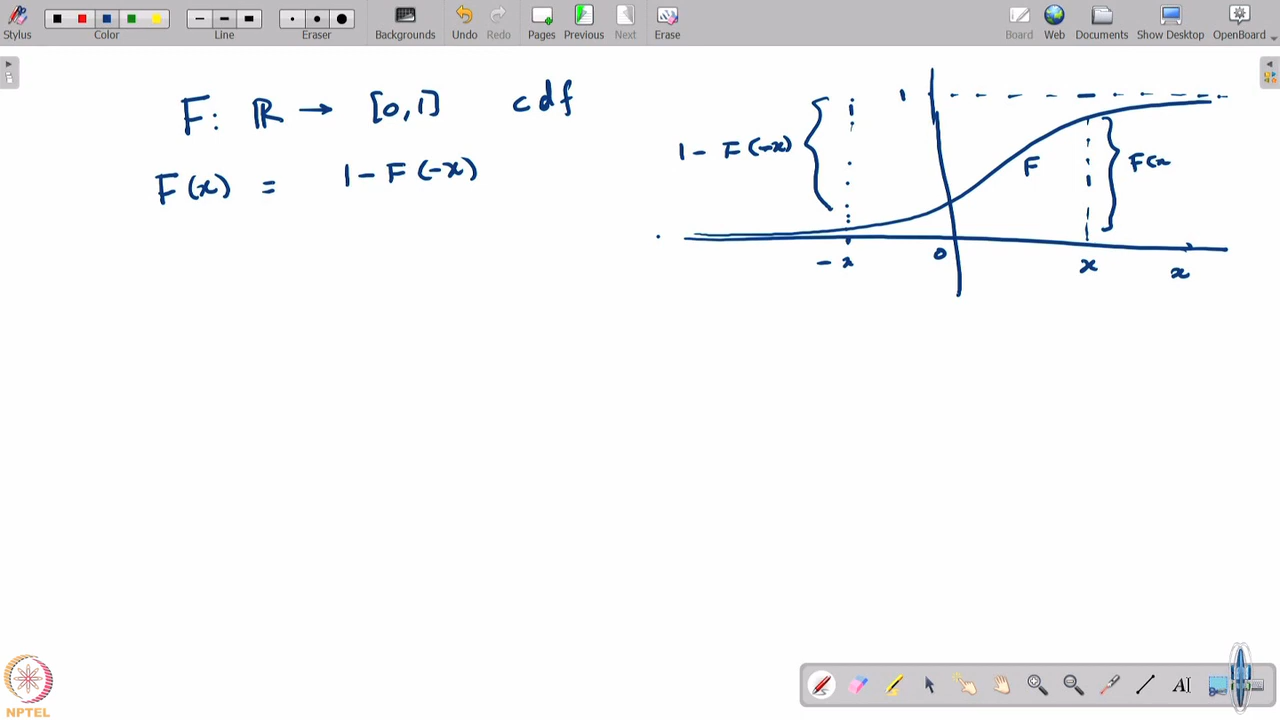 Stylus Color Line Eraser Backgrounds Undo Redo Pages Previous Next Erase Board Web Documents Show Desktop OpenBoard
F: ℝ → [0,1] cdf
F(x) = 1 - F(-x)
1
1 - F(-x)
F
F(x
-x
0
x
x
NPTEL